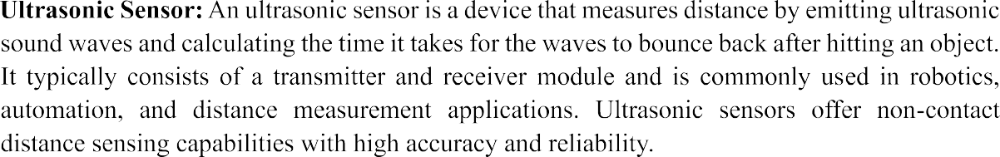 Ultrasonic Sensor: An ultrasonic sensor is a device that measures distance by emitting ultrasonic
sound waves and calculating the time it takes for the waves to bounce back after hitting an object.
It typically consists of a transmitter and receiver module and is commonly used in robotics,
automation, and distance measurement applications. Ultrasonic sensors offer non-contact
distance sensing capabilities with high accuracy and reliability.